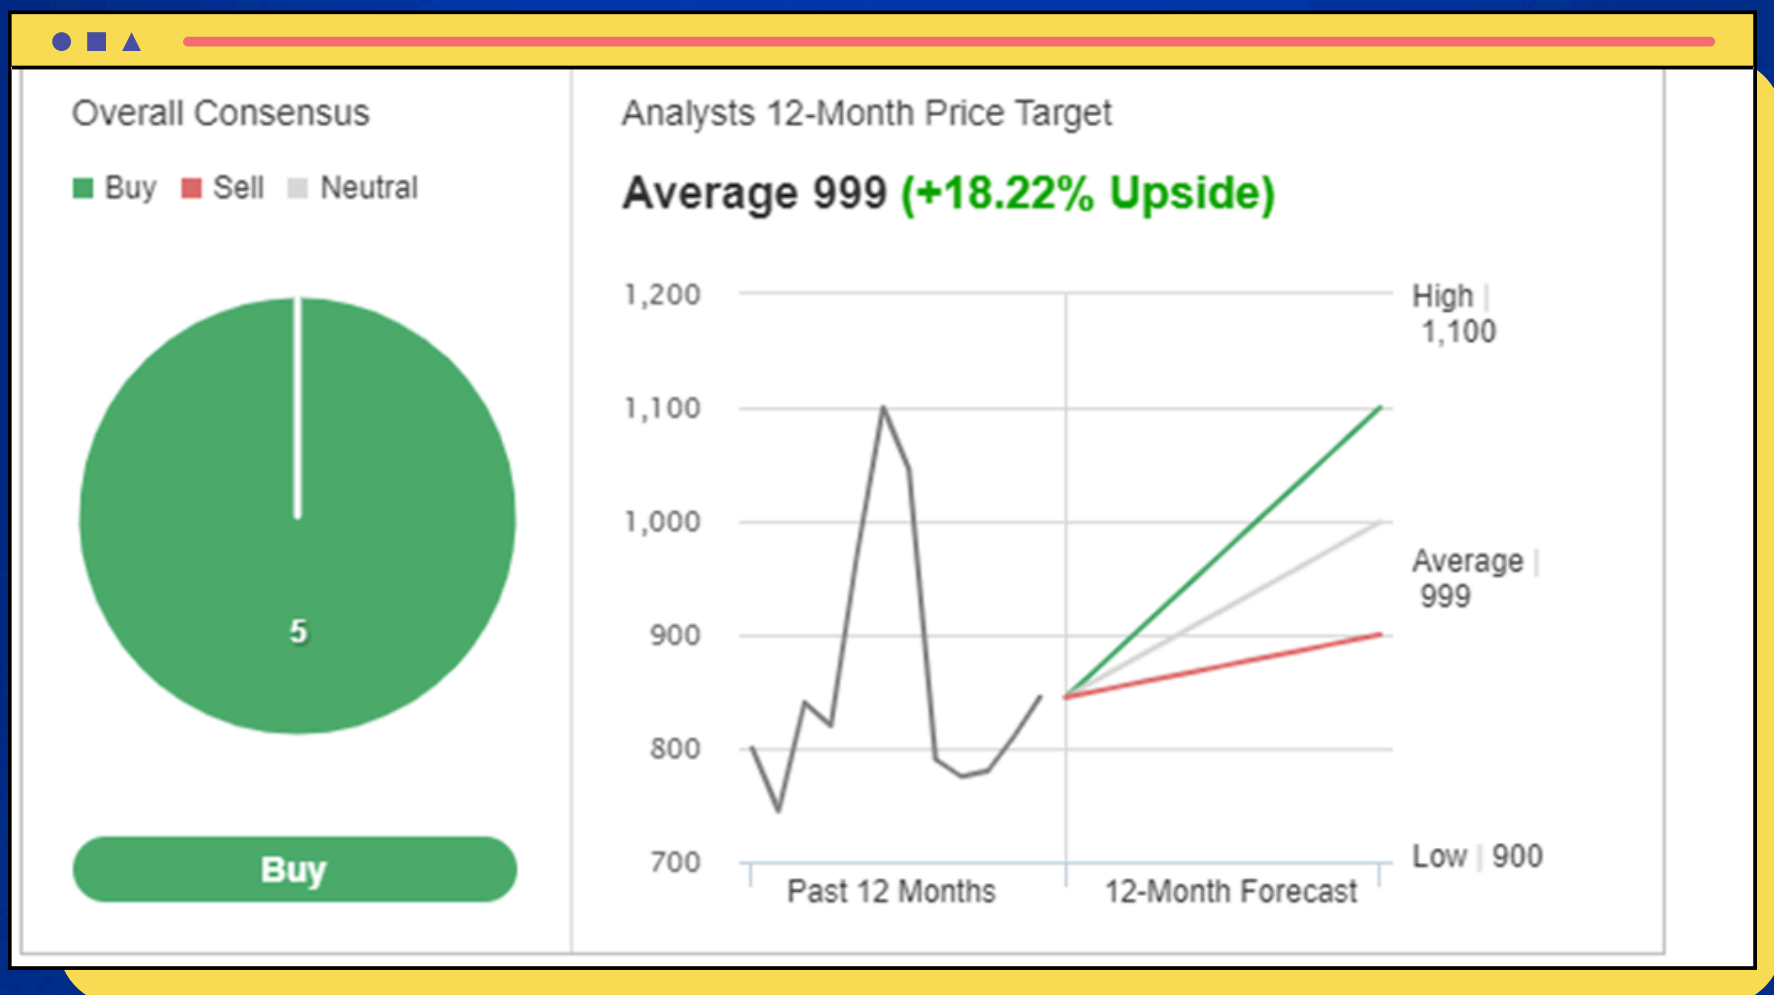 Overall Consensus
Buy Sell Neutral
5
Buy
Analysts 12-Month Price Target
Average 999 (+18.22% Upside)
1,200
1,100
1,000
900
800
700
Past 12 Months
12-Month Forecast
High |
1,100
Average |
999
Low | 900